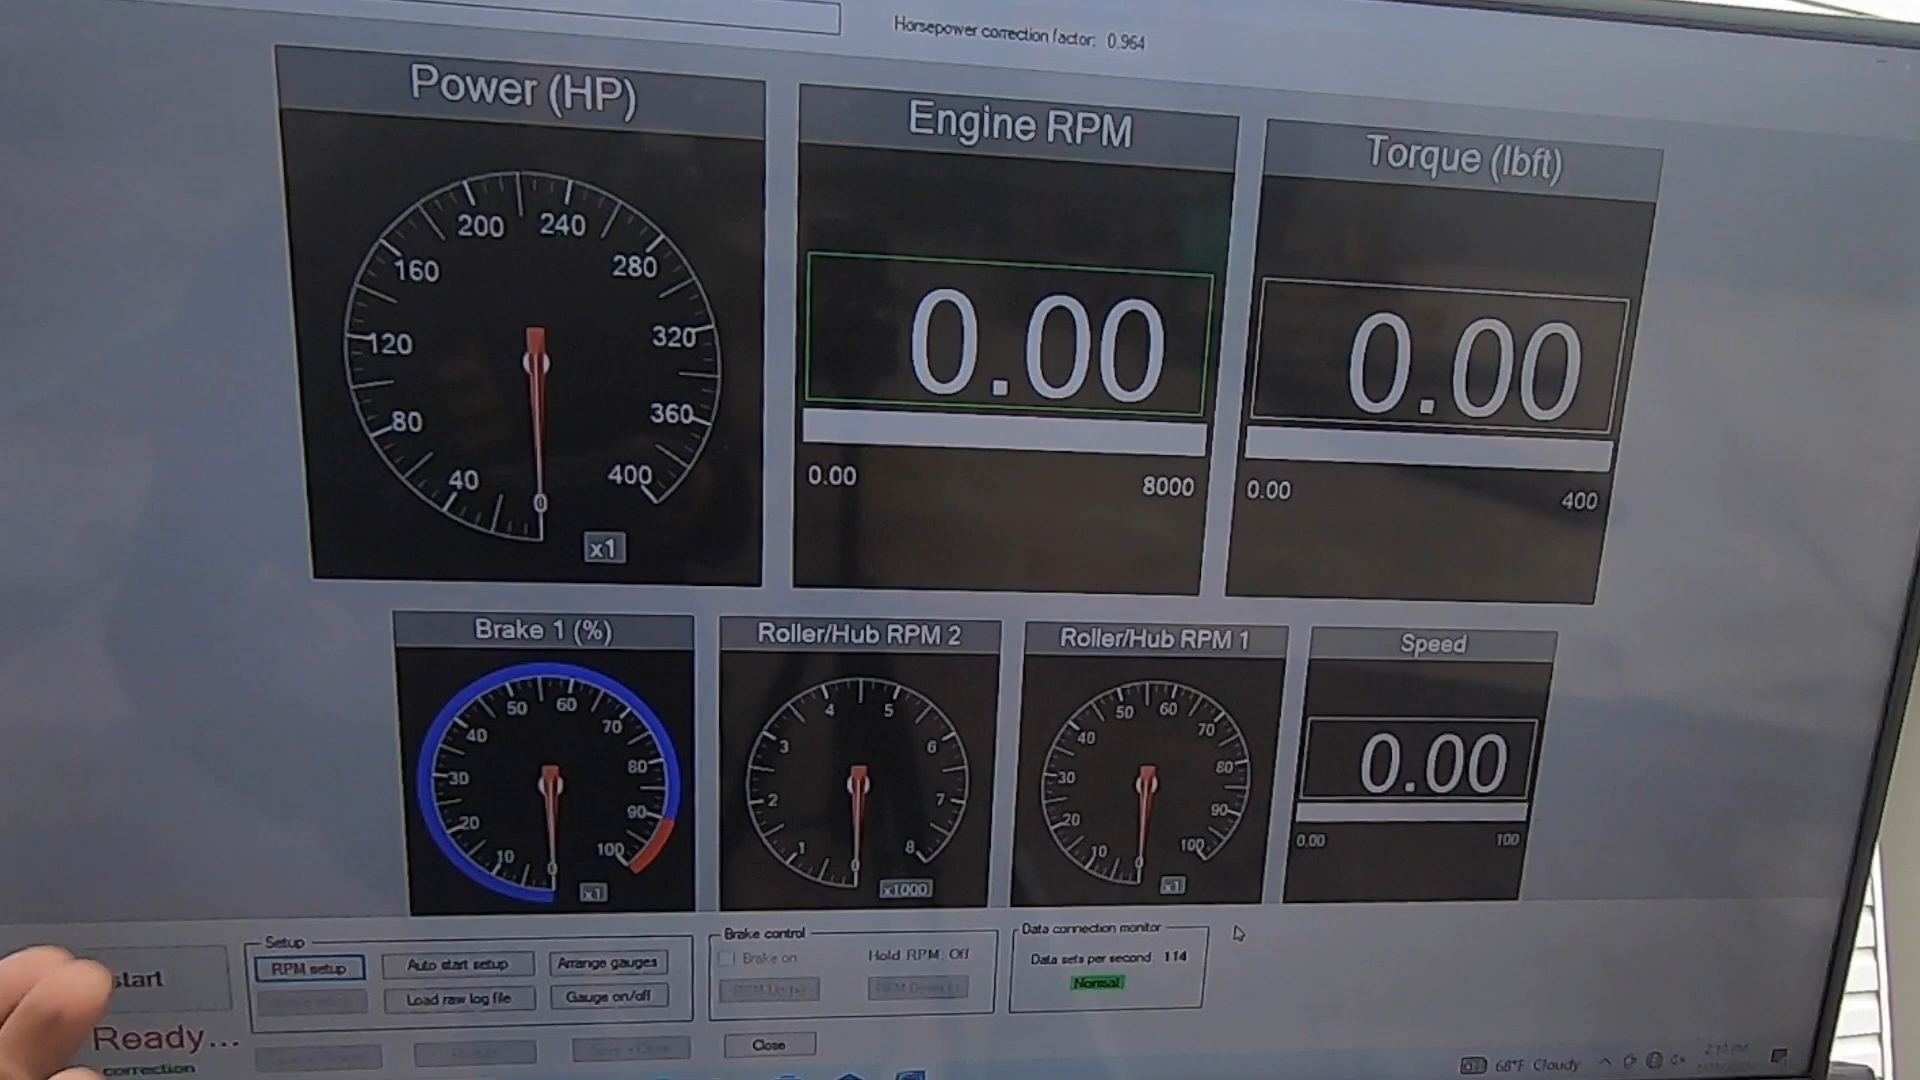 Horsepower correction factor: 0.964
Power (HP)
0
40
80
120
160
200
240
280
320
360
400
x1
Engine RPM
0.00
0.00 8000
Torque (lbft)
0.00
0.00 400
Brake 1 (%)
0
10
20
30
40
50
60
70
80
90
100
x1
Roller/Hub RPM 2
0
1
2
3
4
5
6
7
8
x1000
Roller/Hub RPM 1
0
10
20
30
40
50
60
70
80
90
100
x1
Speed
0.00
0.00 100
start
Ready...
correction
Setup
RPM setup Auto start setup Arrange gauges
Load raw log file Gauge on/off
Brake control
Brake on Hold RPM: Off
Data connection monitor
Data sets per second 114
Normal
Close
68°F Cloudy